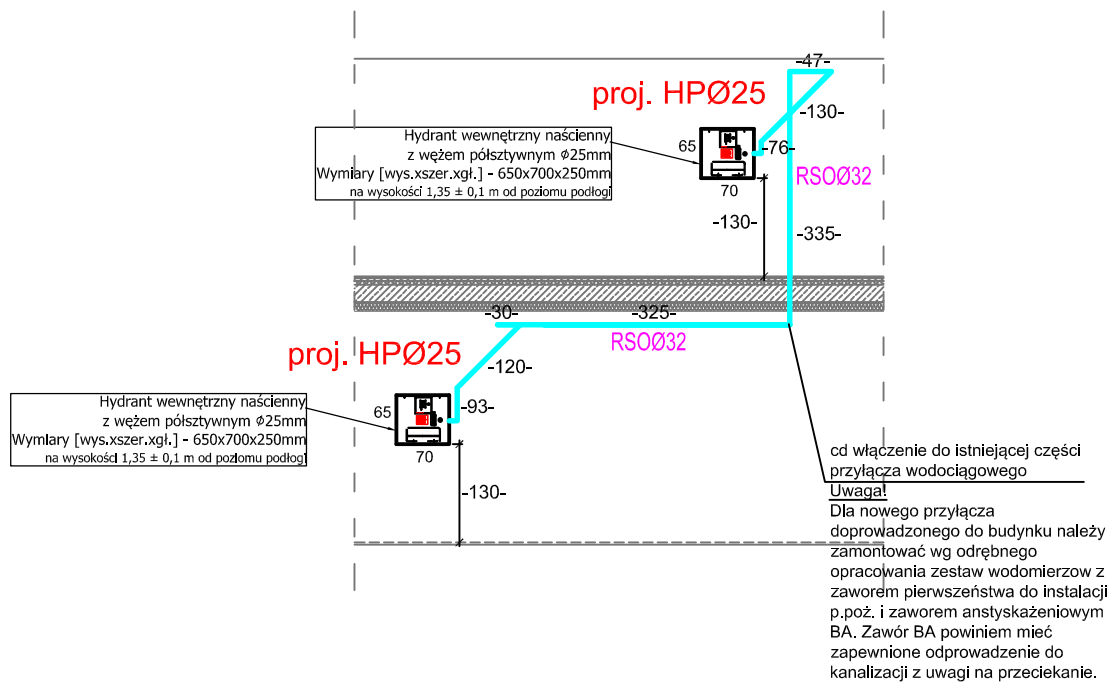 -47-
proj. HPØ25
-130-
Hydrant wewnętrzny naścienny
z wężem półsztywnym φ25mm
Wymiary [wys.xszer.xgł.] - 650x700x250mm
na wysokości 1,35 ± 0,1 m od poziomu podłogi
65
-76-
70
RSOØ32
-130-
-335-
-30-
-325-
RSOØ32
proj. HPØ25
-120-
Hydrant wewnętrzny naścienny
z wężem półsztywnym φ25mm
Wymiary [wys.xszer.xgł.] - 650x700x250mm
na wysokości 1,35 ± 0,1 m od poziomu podłogi
65
-93-
70
-130-
cd włączenie do istniejącej części
przyłącza wodociągowego
Uwaga!
Dla nowego przyłącza
doprowadzonego do budynku należy
zamontować wg odrębnego
opracowania zestaw wodomierzow z
zaworem pierwszeństwa do instalacji
p.poż. i zaworem anstyskażeniowym
BA. Zawór BA powiniem mieć
zapewnione odprowadzenie do
kanalizacji z uwagi na przeciekanie.